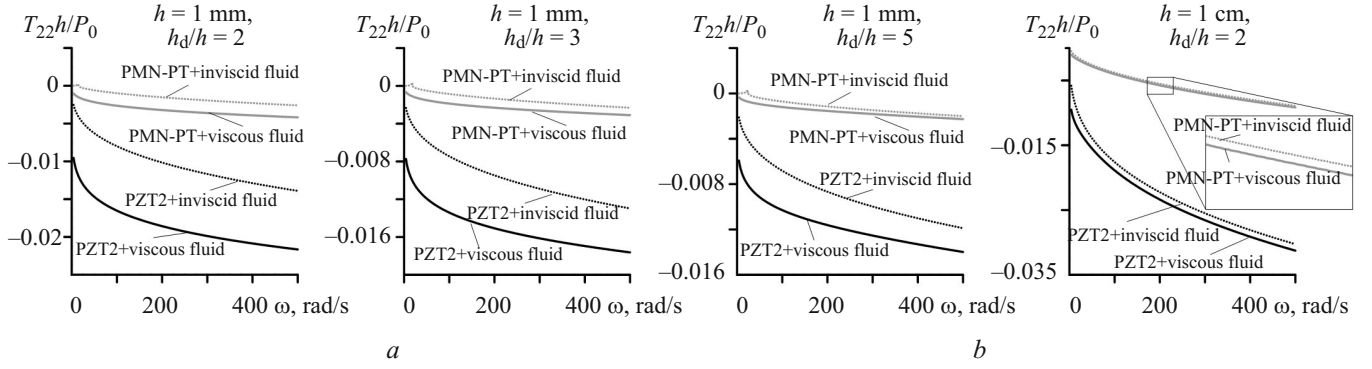 T22h/P0
h = 1 mm,
hd/h = 2
0
−0.01
−0.02
PMN-PT+inviscid fluid
PMN-PT+viscous fluid
PZT2+inviscid fluid
PZT2+viscous fluid
0 200 400 ω, rad/s
T22h/P0
h = 1 mm,
hd/h = 3
0
−0.008
−0.016
PMN-PT+inviscid fluid
PMN-PT+viscous fluid
PZT2+inviscid fluid
PZT2+viscous fluid
0 200 400 ω, rad/s
a
T22h/P0
h = 1 mm,
hd/h = 5
0
−0.008
−0.016
PMN-PT+inviscid fluid
PMN-PT+viscous fluid
PZT2+inviscid fluid
PZT2+viscous fluid
0 200 400 ω, rad/s
T22h/P0
h = 1 cm,
hd/h = 2
−0.015
−0.035
PMN-PT+inviscid fluid
PMN-PT+viscous fluid
PZT2+inviscid fluid
PZT2+viscous fluid
0 200 400 ω, rad/s
b